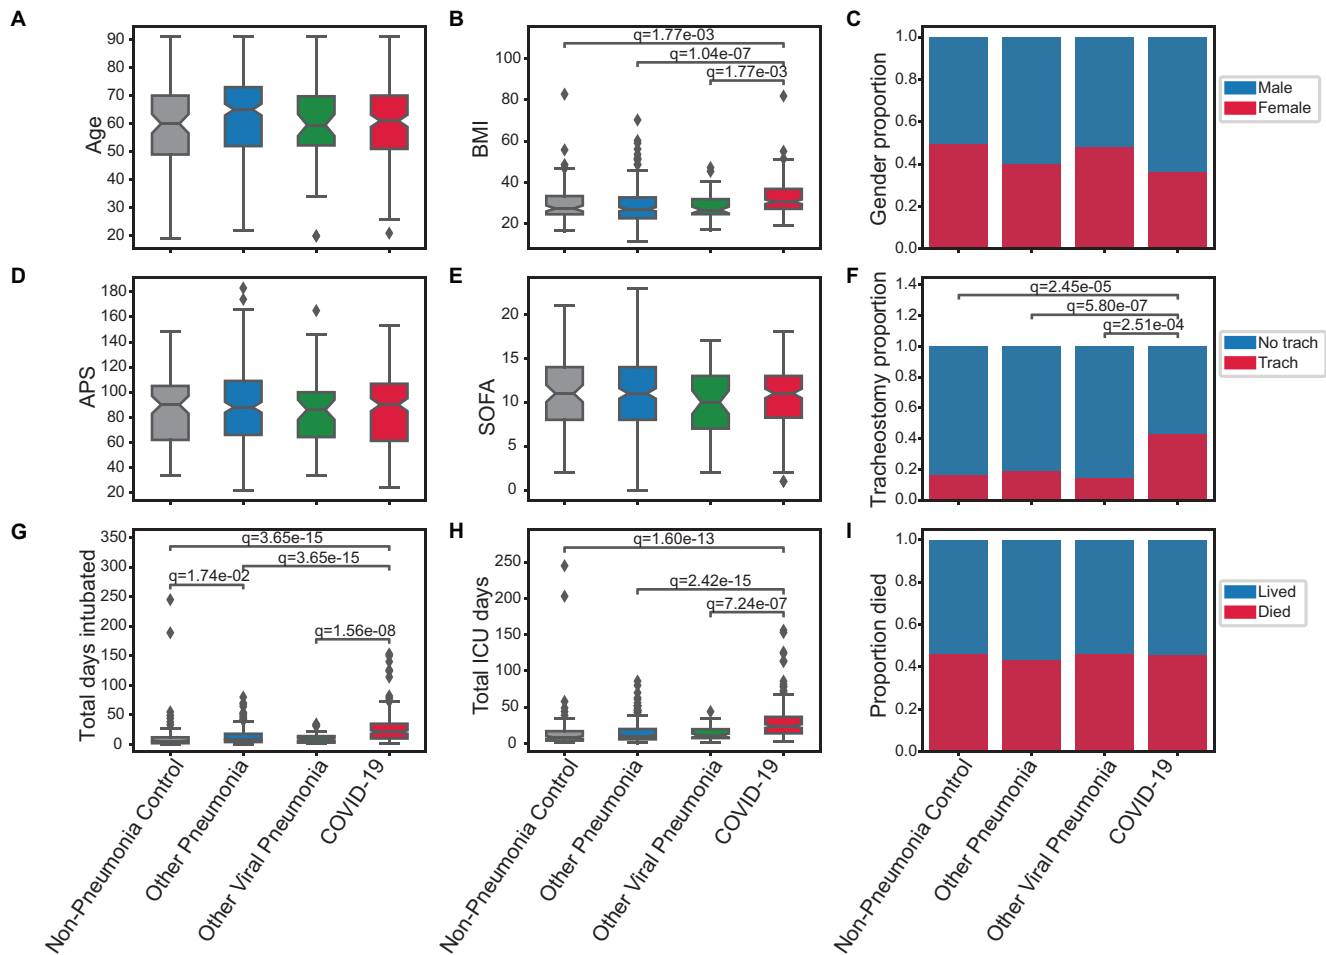 A
Age
90
80
70
60
50
40
30
20
B
BMI
100
80
60
40
20
q=1.77e-03
q=1.04e-07
q=1.77e-03
C
Gender proportion
1.0
0.8
0.6
0.4
0.2
0.0
Male
Female
D
APS
180
160
140
120
100
80
60
40
20
E
SOFA
20
15
10
5
0
F
Tracheostomy proportion
1.4
1.2
1.0
0.8
0.6
0.4
0.2
0.0
q=2.45e-05
q=5.80e-07
q=2.51e-04
No trach
Trach
G
Total days intubated
350
300
250
200
150
100
50
0
q=3.65e-15
q=3.65e-15
q=1.74e-02
q=1.56e-08
Non-Pneumonia Control
Other Pneumonia
Other Viral Pneumonia
COVID-19
H
Total ICU days
250
200
150
100
50
0
q=1.60e-13
q=2.42e-15
q=7.24e-07
Non-Pneumonia Control
Other Pneumonia
Other Viral Pneumonia
COVID-19
I
Proportion died
1.0
0.8
0.6
0.4
0.2
0.0
Lived
Died
Non-Pneumonia Control
Other Pneumonia
Other Viral Pneumonia
COVID-19